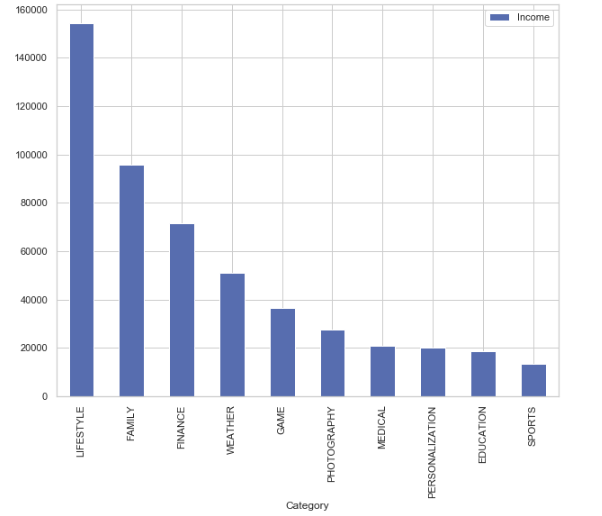 160000
140000
120000
100000
80000
60000
40000
20000
0
Income
LIFESTYLE
FAMILY
FINANCE
WEATHER
GAME
PHOTOGRAPHY
MEDICAL
PERSONALIZATION
EDUCATION
SPORTS
Category